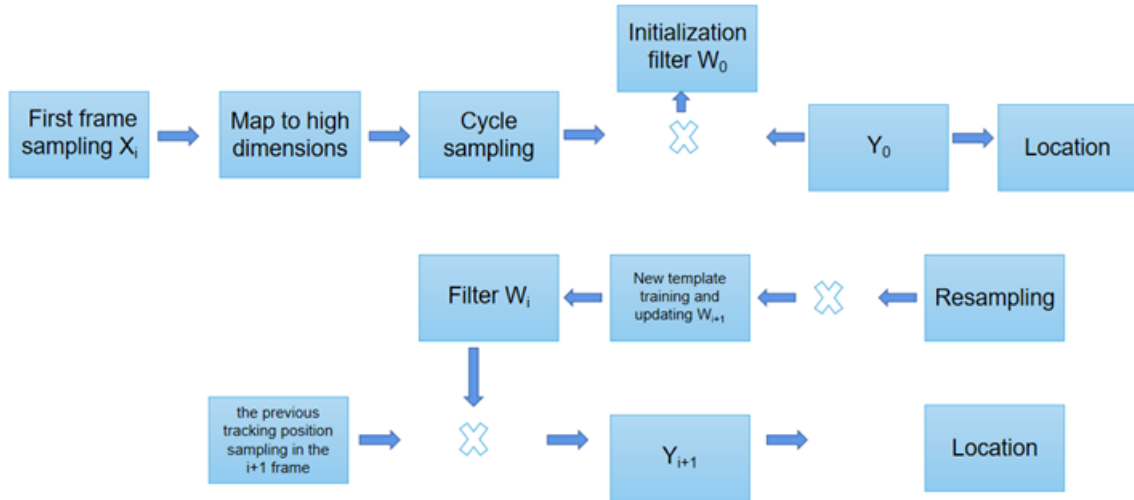 Initialization
filter W₀
First frame
sampling Xᵢ
Map to high
dimensions
Cycle
sampling
Y₀
Location
Filter Wᵢ
New template
training and
updating Wᵢ₊₁
Resampling
the previous
tracking position
sampling in the
i+1 frame
Yᵢ₊₁
Location